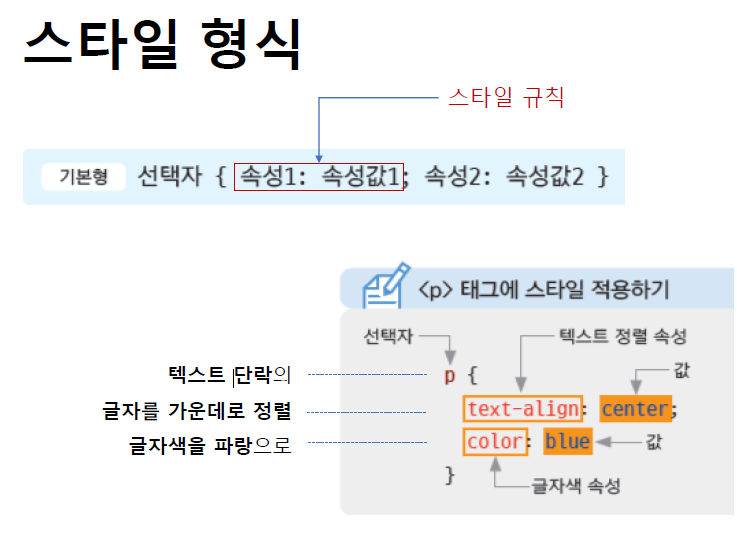 스타일 형식
스타일 규칙
기본형 선택자 { 속성1: 속성값1; 속성2: 속성값2 }
<p> 태그에 스타일 적용하기
선택자
텍스트 정렬 속성
텍스트 단락의
p {
값
글자를 가운데로 정렬
text-align: center;
글자색을 파랑으로
color: blue
값
}
글자색 속성